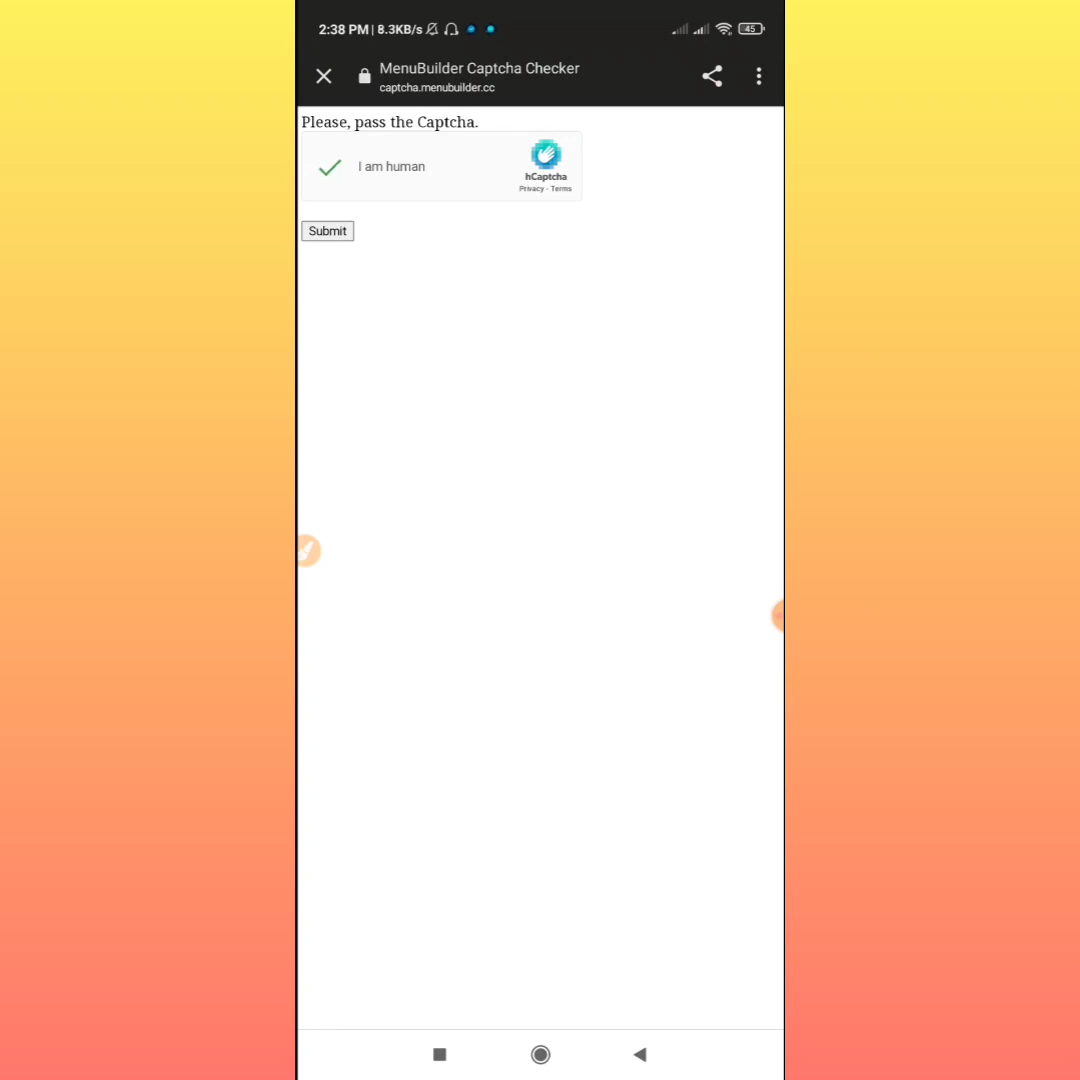 2:38 PM | 8.3KB/s 45
MenuBuilder Captcha Checker
captcha.menubuilder.cc
Please, pass the Captcha.
I am human
hCaptcha
Privacy - Terms
Submit